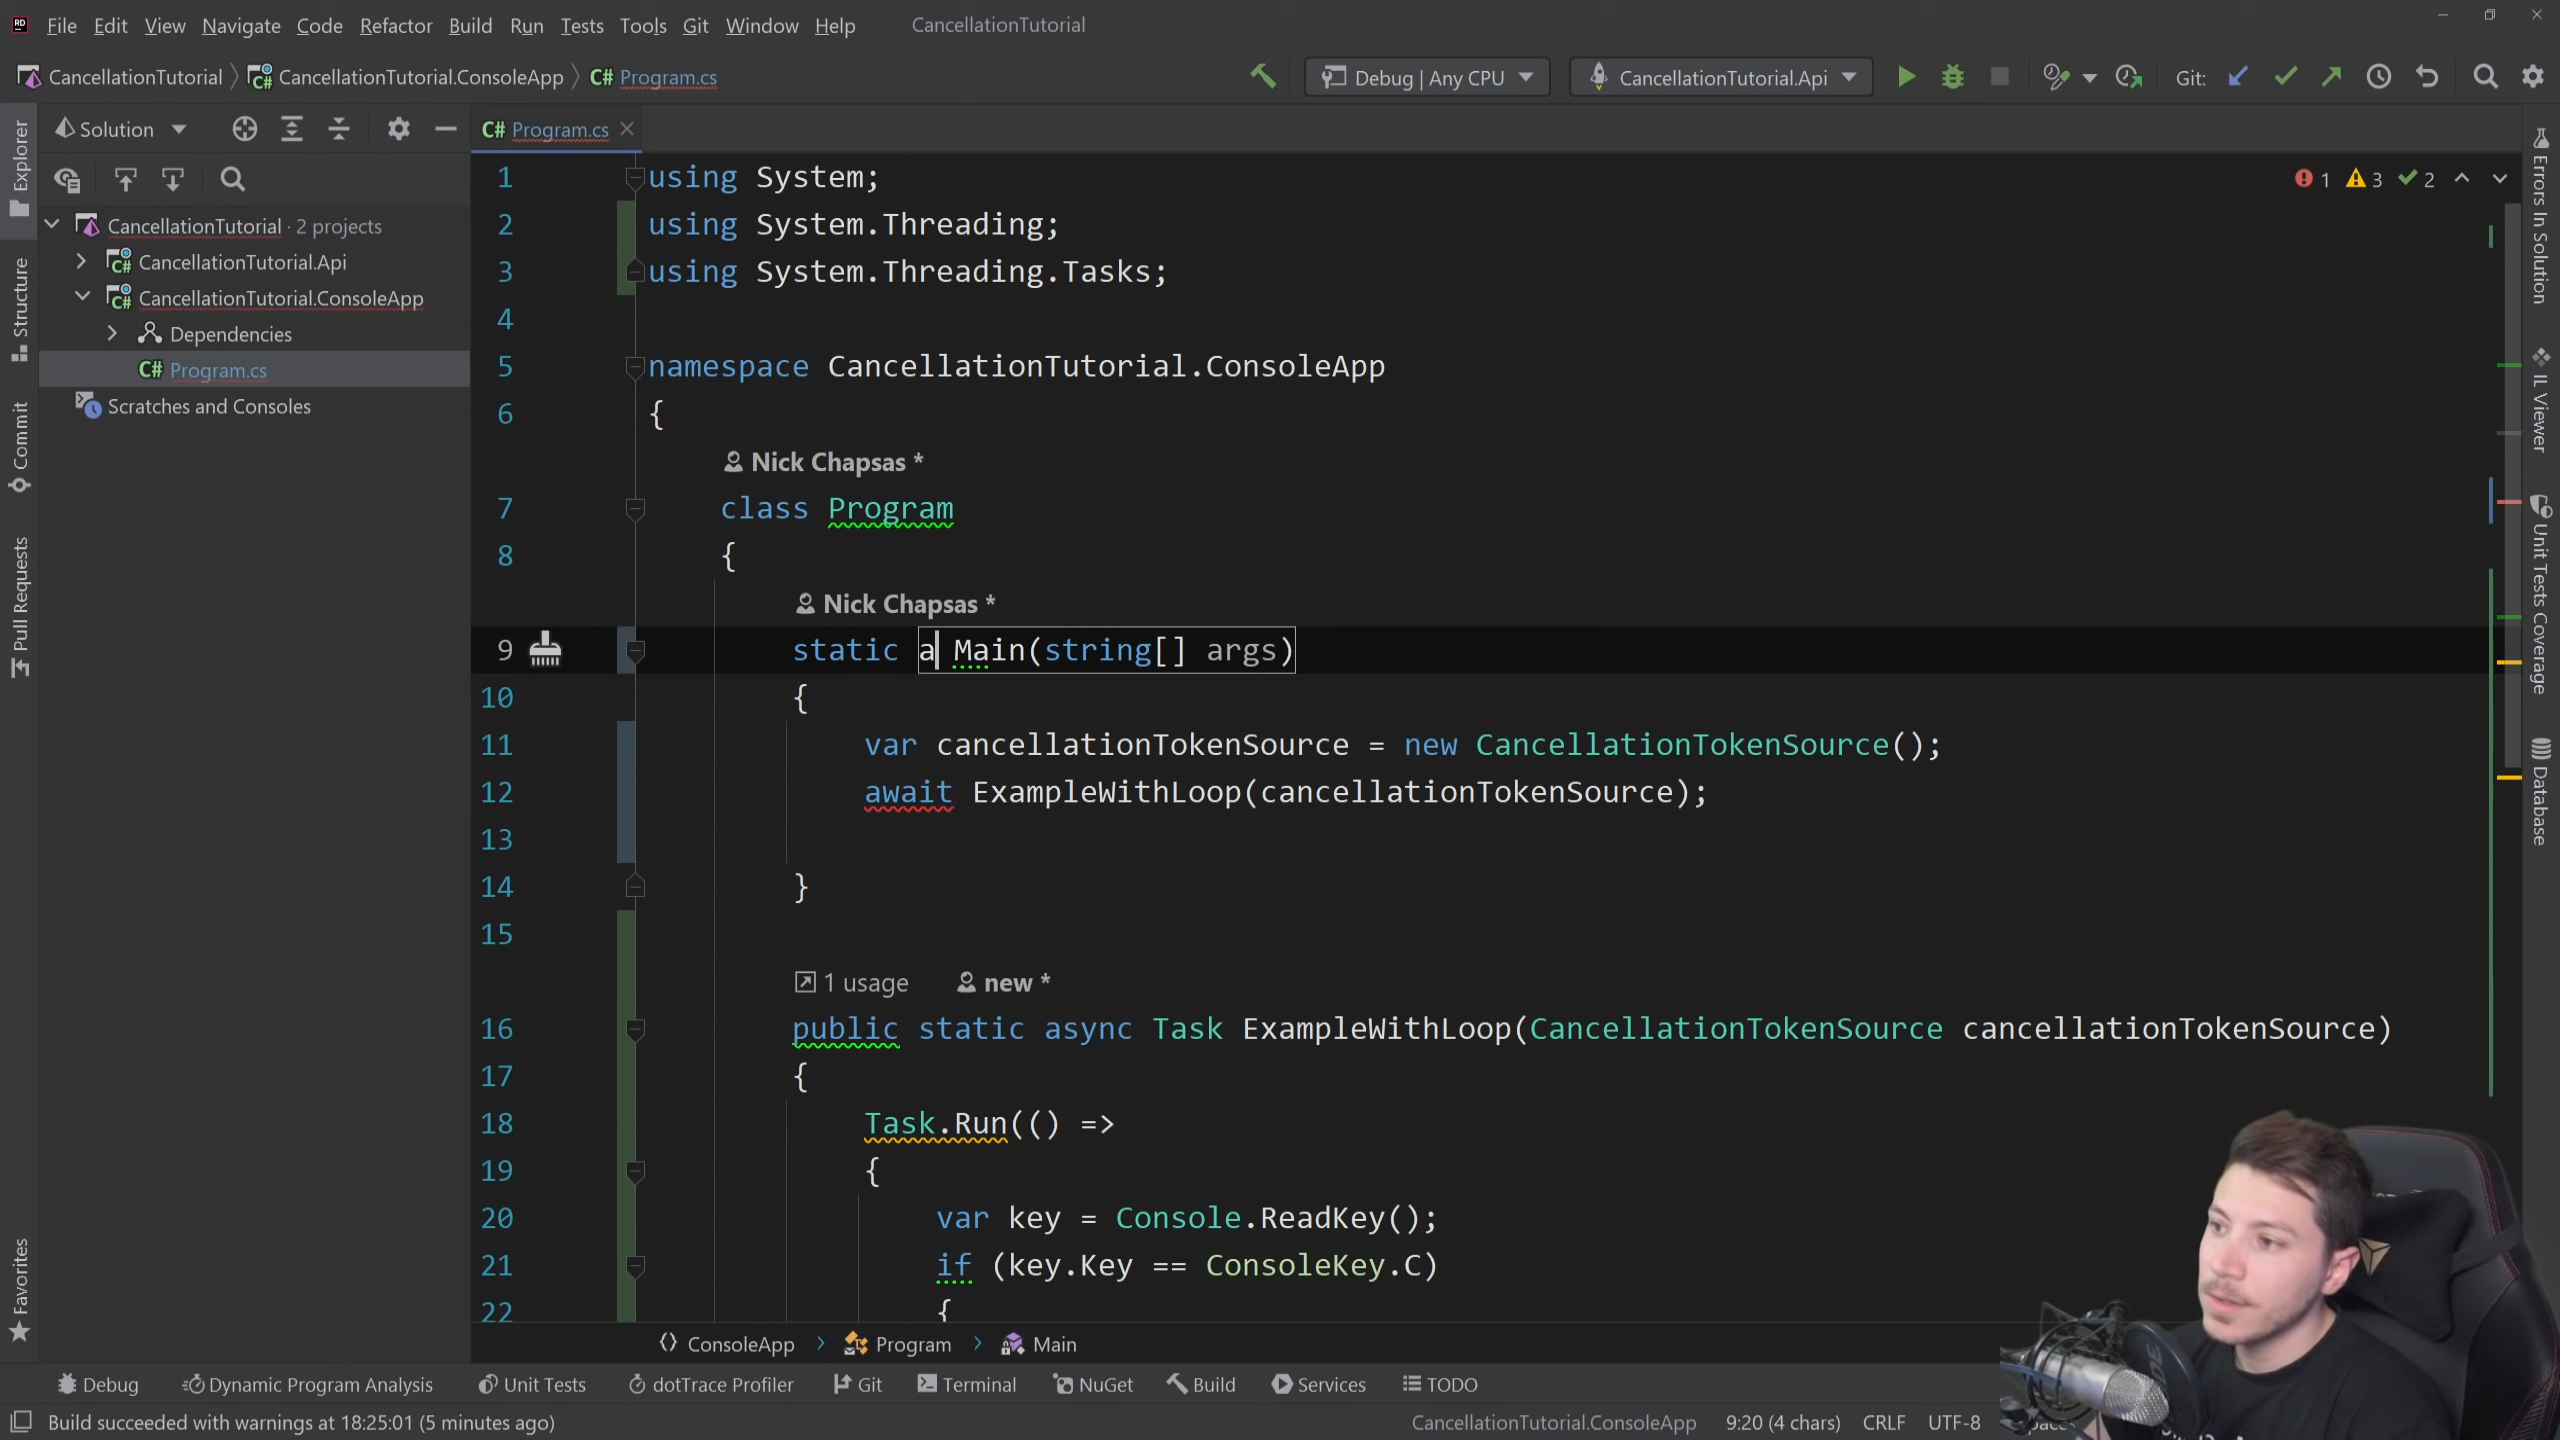 File Edit View Navigate Code Refactor Build Run Tests Tools Git Window Help CancellationTutorial
CancellationTutorial CancellationTutorial.ConsoleApp C# Program.cs Debug | Any CPU CancellationTutorial.Api Git:
Solution
C# Program.cs
Explorer
Structure
Commit
Pull Requests
Favorites
CancellationTutorial · 2 projects
CancellationTutorial.Api
CancellationTutorial.ConsoleApp
Dependencies
C# Program.cs
Scratches and Consoles
1 3 2
1 using System;
2 using System.Threading;
3 using System.Threading.Tasks;
4
5 namespace CancellationTutorial.ConsoleApp
6 {
Nick Chapsas *
7 class Program
8 {
Nick Chapsas *
9 static a Main(string[] args)
10 {
11 var cancellationTokenSource = new CancellationTokenSource();
12 await ExampleWithLoop(cancellationTokenSource);
13
14 }
15
1 usage new *
16 public static async Task ExampleWithLoop(CancellationTokenSource cancellationTokenSource)
17 {
18 Task.Run(() =>
19 {
20 var key = Console.ReadKey();
21 if (key.Key == ConsoleKey.C)
22 {
Errors In Solution
IL Viewer
Unit Tests Coverage
Database
ConsoleApp Program Main
Debug Dynamic Program Analysis Unit Tests dotTrace Profiler Git Terminal NuGet Build Services TODO
Build succeeded with warnings at 18:25:01 (5 minutes ago) CancellationTutorial.ConsoleApp 9:20 (4 chars) CRLF UTF-8